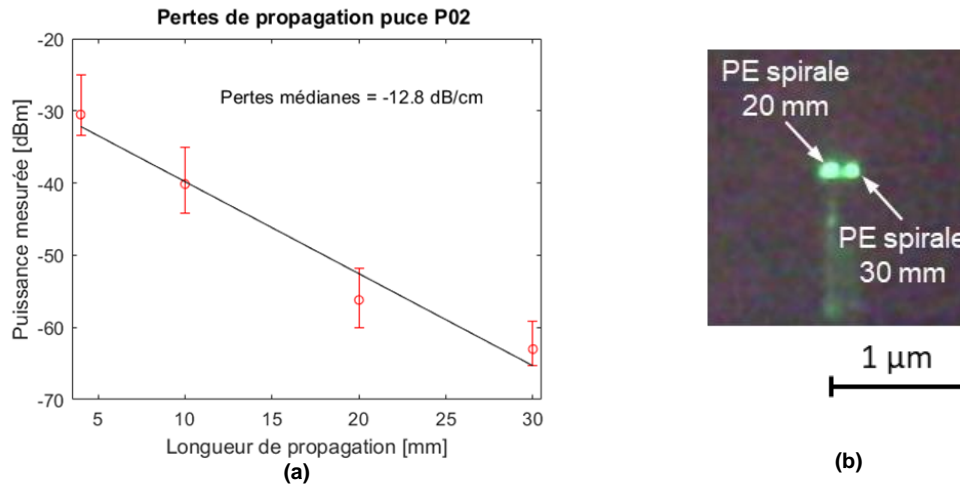 Pertes de propagation puce P02
Puissance mesurée [dBm]
-20
-30
-40
-50
-60
-70
Pertes médianes = -12.8 dB/cm
5
10
15
20
25
30
Longueur de propagation [mm]
(a)
PE spirale
20 mm
PE spirale
30 mm
1 µm
(b)